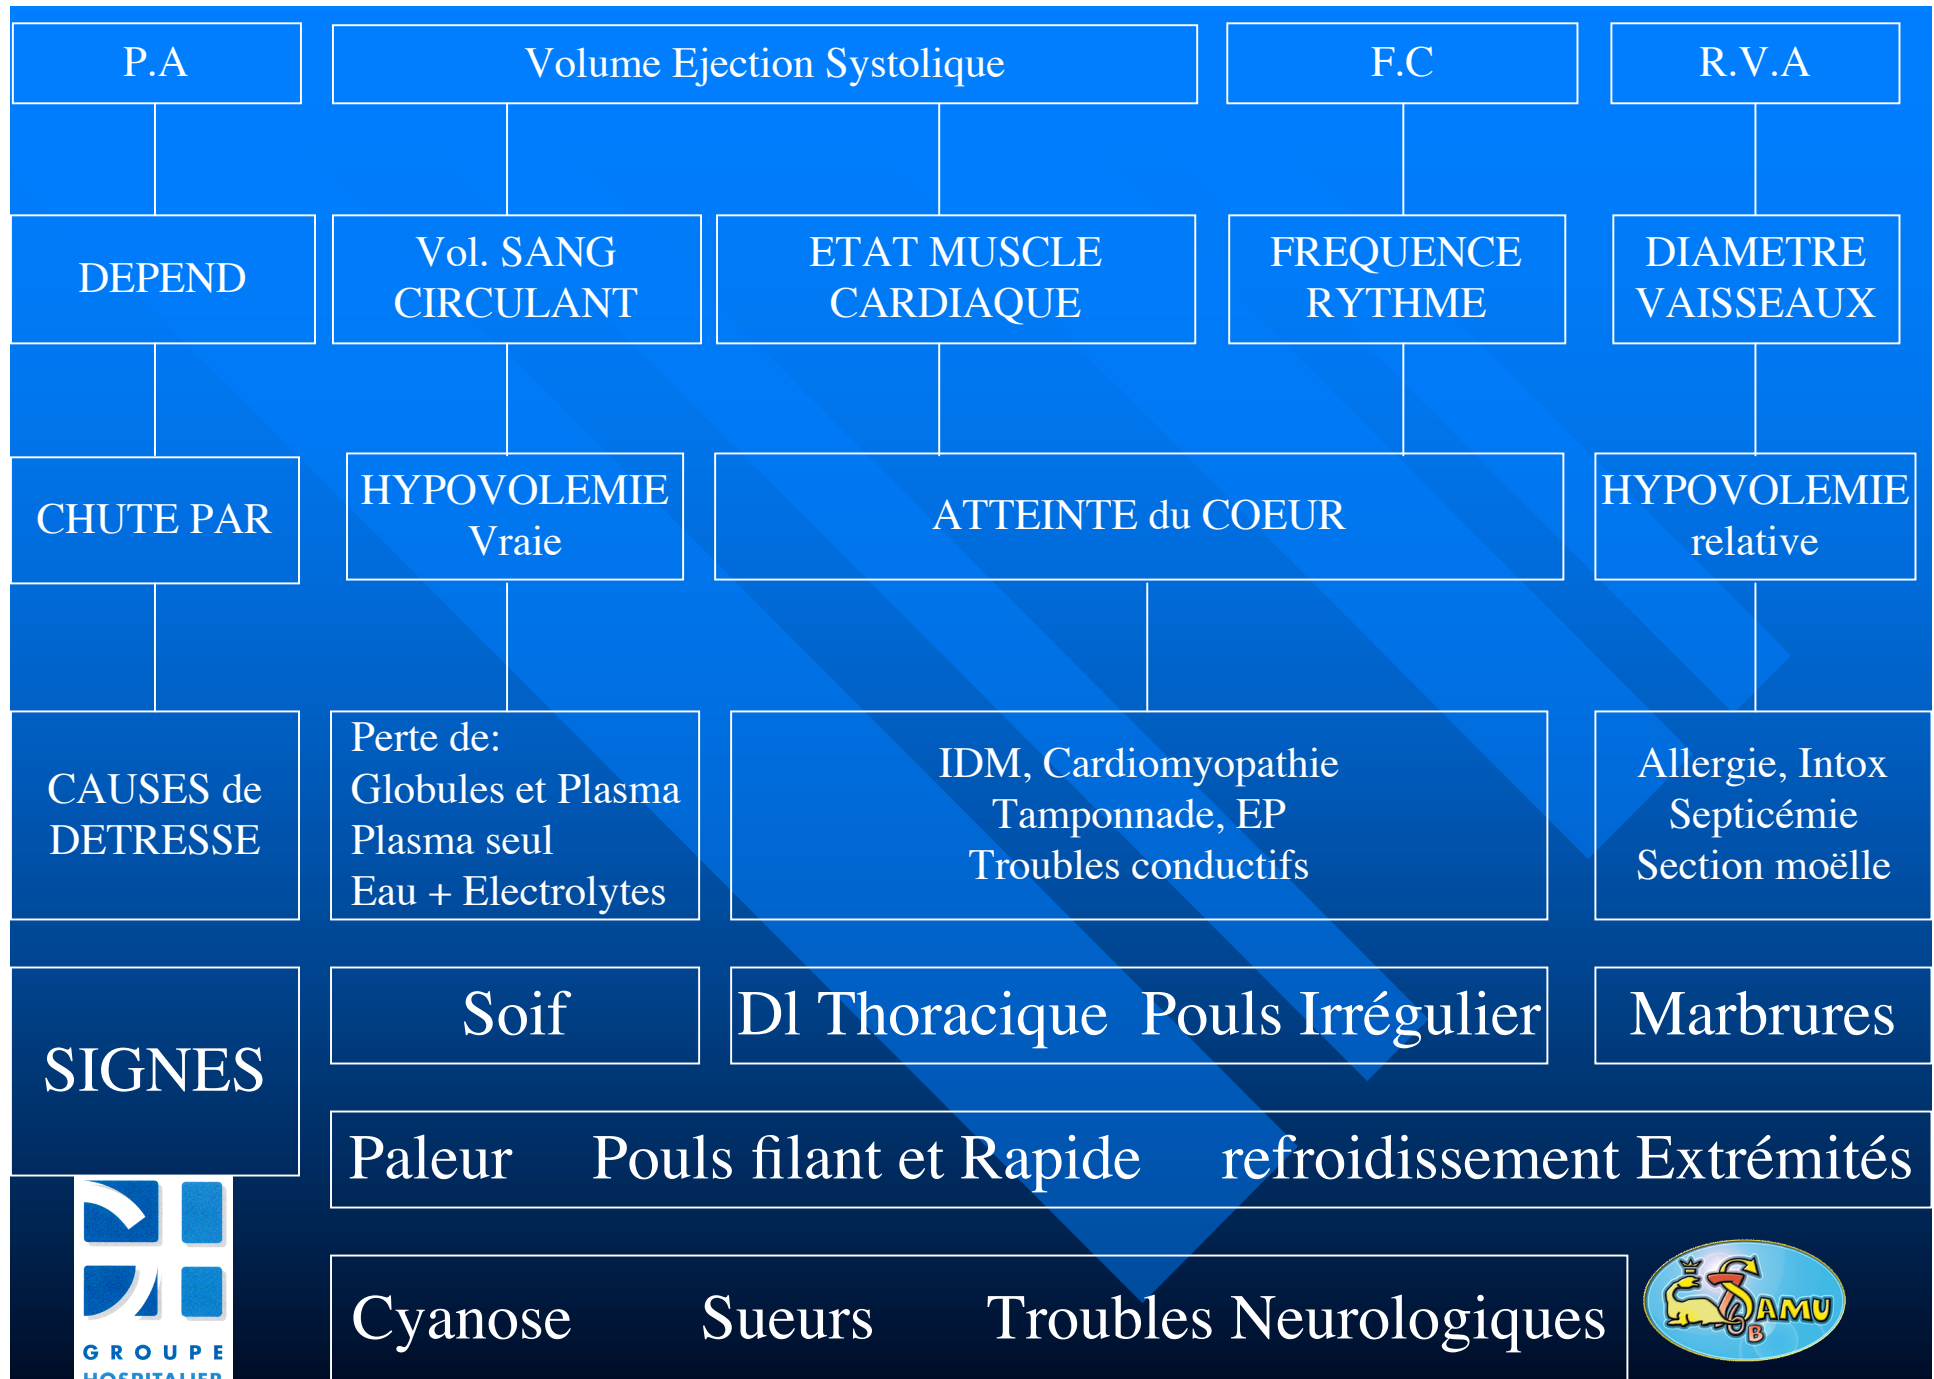 P.A
Volume Ejection Systolique
F.C
R.V.A
DEPEND
Vol. SANG
CIRCULANT
ETAT MUSCLE
CARDIAQUE
FREQUENCE
RYTHME
DIAMETRE
VAISSEAUX
CHUTE PAR
HYPOVOLEMIE
Vraie
ATTEINTE du COEUR
HYPOVOLEMIE
relative
CAUSES de
DETRESSE
Perte de:
Globules et Plasma
Plasma seul
Eau + Electrolytes
IDM, Cardiomyopathie
Tamponnade, EP
Troubles conductifs
Allergie, Intox
Septicémie
Section moëlle
SIGNES
Soif
Dl Thoracique Pouls Irrégulier
Marbrures
Paleur Pouls filant et Rapide refroidissement Extrémités
Cyanose Sueurs Troubles Neurologiques
GROUPE
HOSPITALIER
SAMU
B